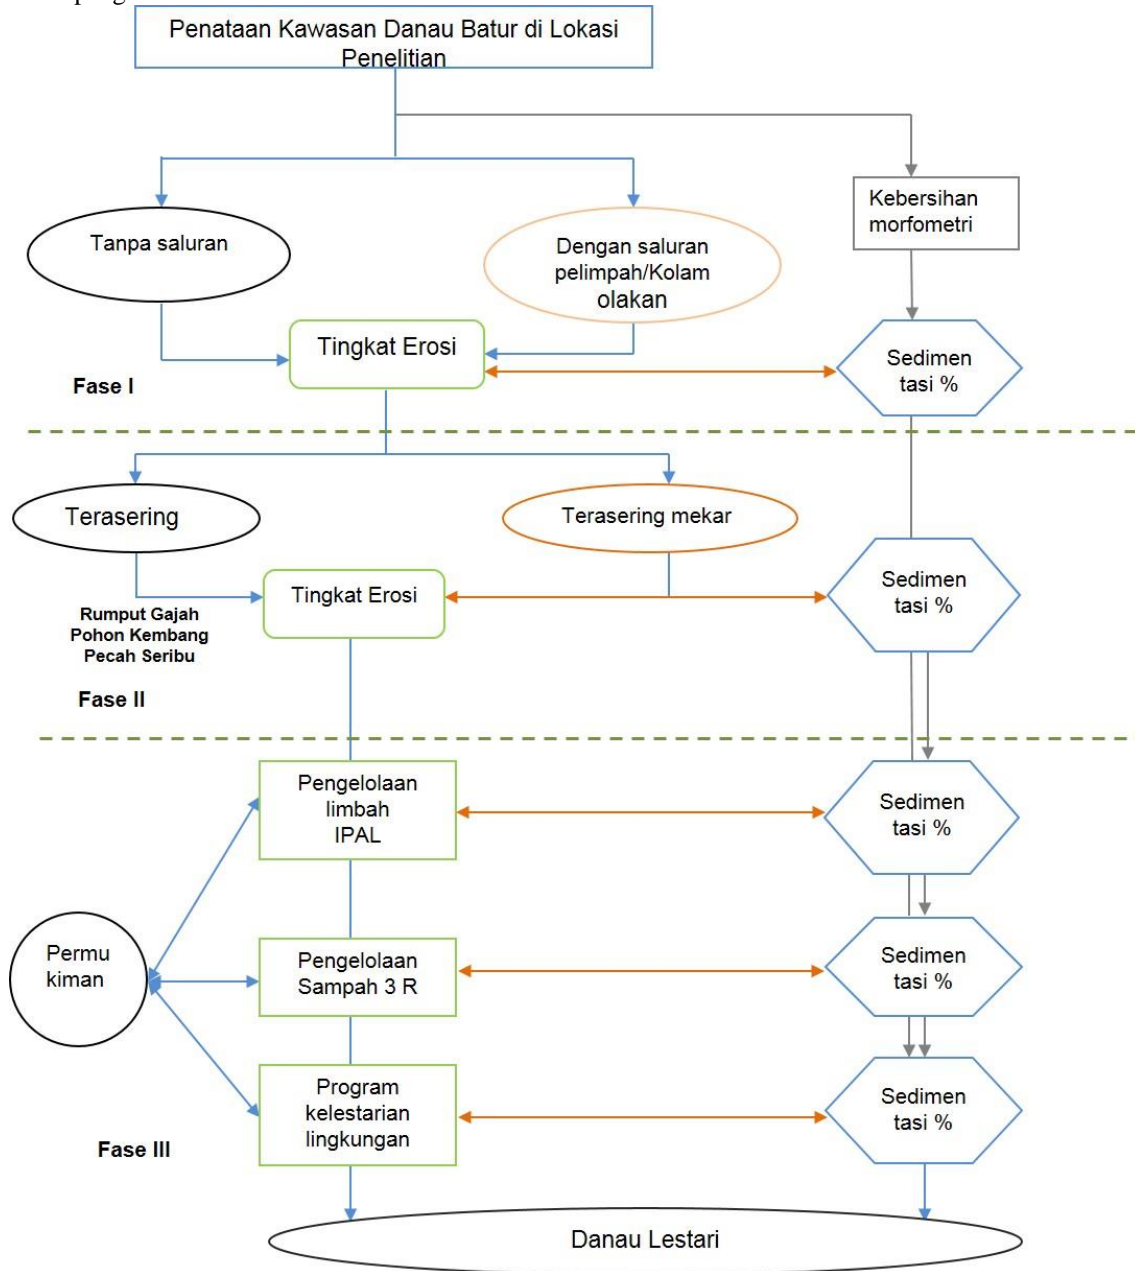 Penataan Kawasan Danau Batur di Lokasi
Penelitian
Kebersihan
morfometri
Tanpa saluran
Dengan saluran
pelimpah/Kolam
olakan
Tingkat Erosi
Sedimen
tasi %
Fase I
Terasering
Terasering mekar
Sedimen
tasi %
Tingkat Erosi
Rumput Gajah
Pohon Kembang
Pecah Seribu
Fase II
Pengelolaan
limbah
IPAL
Sedimen
tasi %
Permu
kiman
Pengelolaan
Sampah 3 R
Sedimen
tasi %
Program
kelestarian
lingkungan
Sedimen
tasi %
Fase III
Danau Lestari